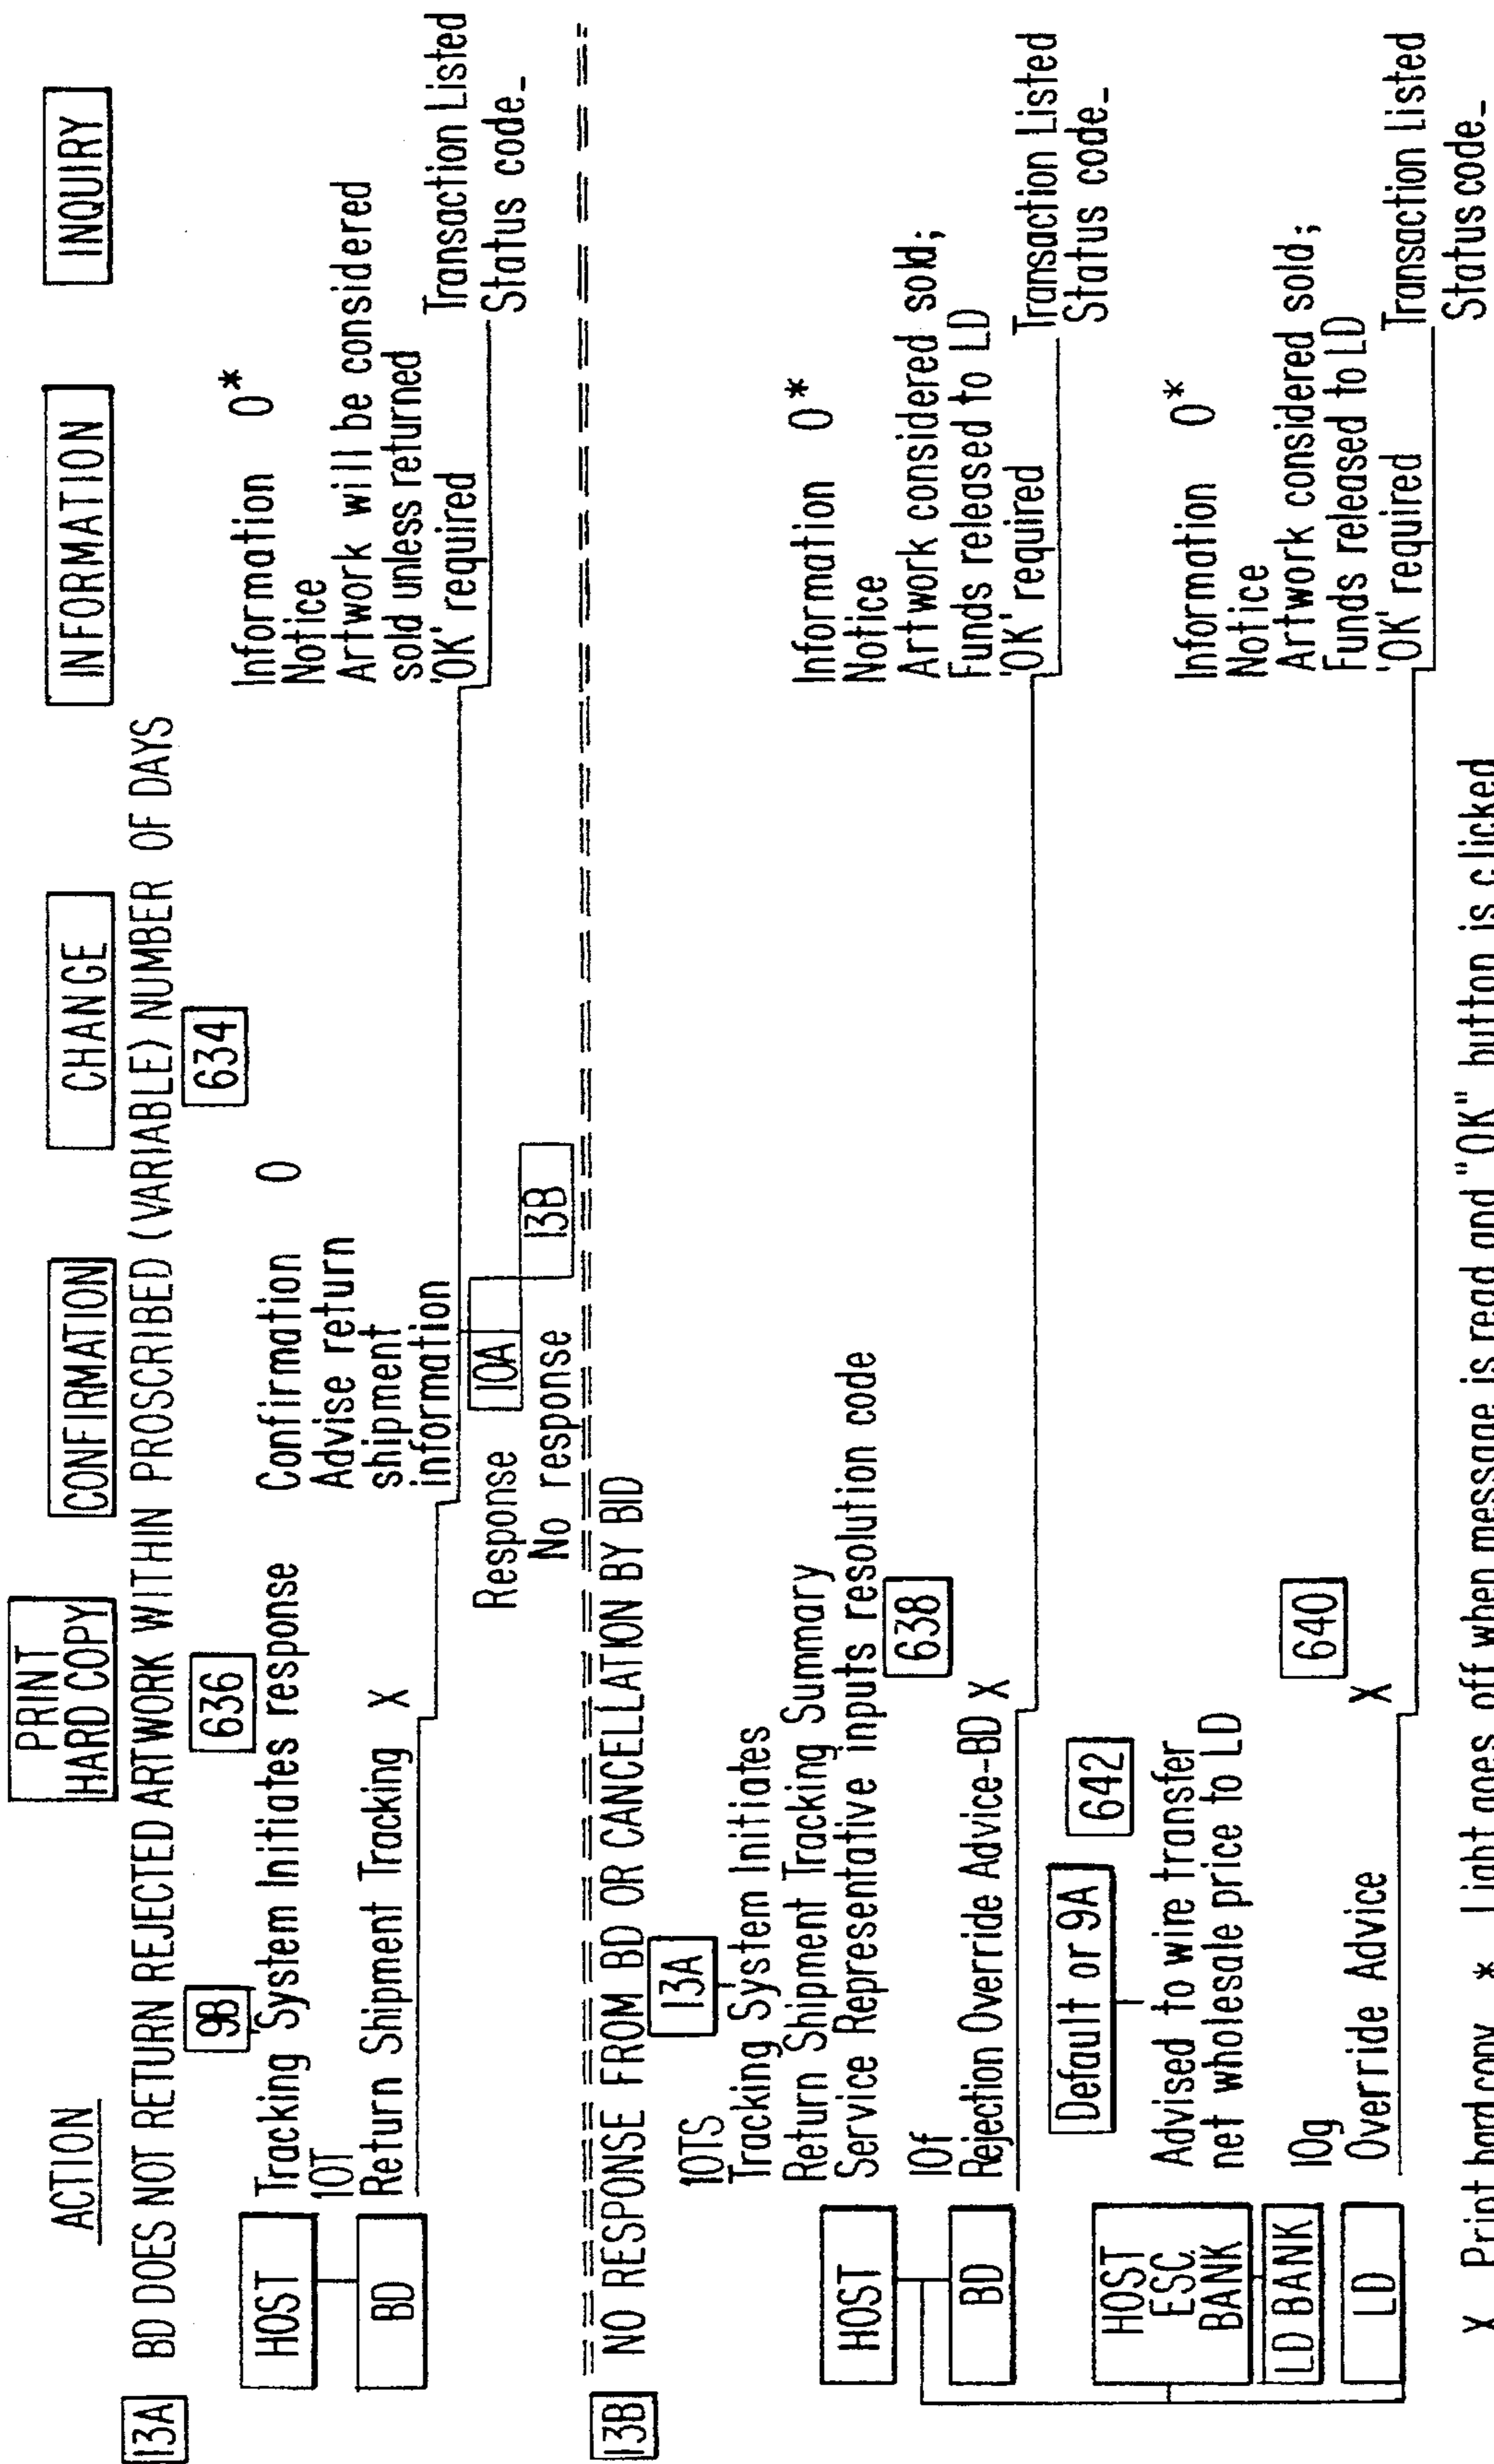 ACTION
PRINT
HARD COPY
CONFIRMATION
CHANGE
INFORMATION
INQUIRY
13A
BD DOES NOT RETURN REJECTED ARTWORK WITHIN PROSCRIBED (VARIABLE) NUMBER OF DAYS
9B
636
634
HOST
Tracking System Initiates response
10T
BD
Return Shipment Tracking X
Confirmation O
Advise return
shipment
information
Information O*
Notice
Artwork will be considered
sold unless returned
'OK' required
Transaction Listed
Status code_
Response
10A
No response
13B
13B
NO RESPONSE FROM BD OR CANCELLATION BY BID
13A
10TS
Tracking System Initiates
Return Shipment Tracking Summary
Service Representative inputs resolution code
HOST
638
10f
BD
Rejection Override Advice-BD X
Information O*
Notice
Artwork considered sold;
Funds released to LD
'OK' required
Transaction Listed
Status code_
Default or 9A
642
HOST
ESC.
BANK
Advised to wire transfer
net wholesale price to LD
LD BANK
640
10g
LD
Override Advice X
Information O*
Notice
Artwork considered sold;
Funds released to LD
'OK' required
Transaction Listed
Status code_
X Print hard copy * Light goes off when message is read and "OK" button is clicked